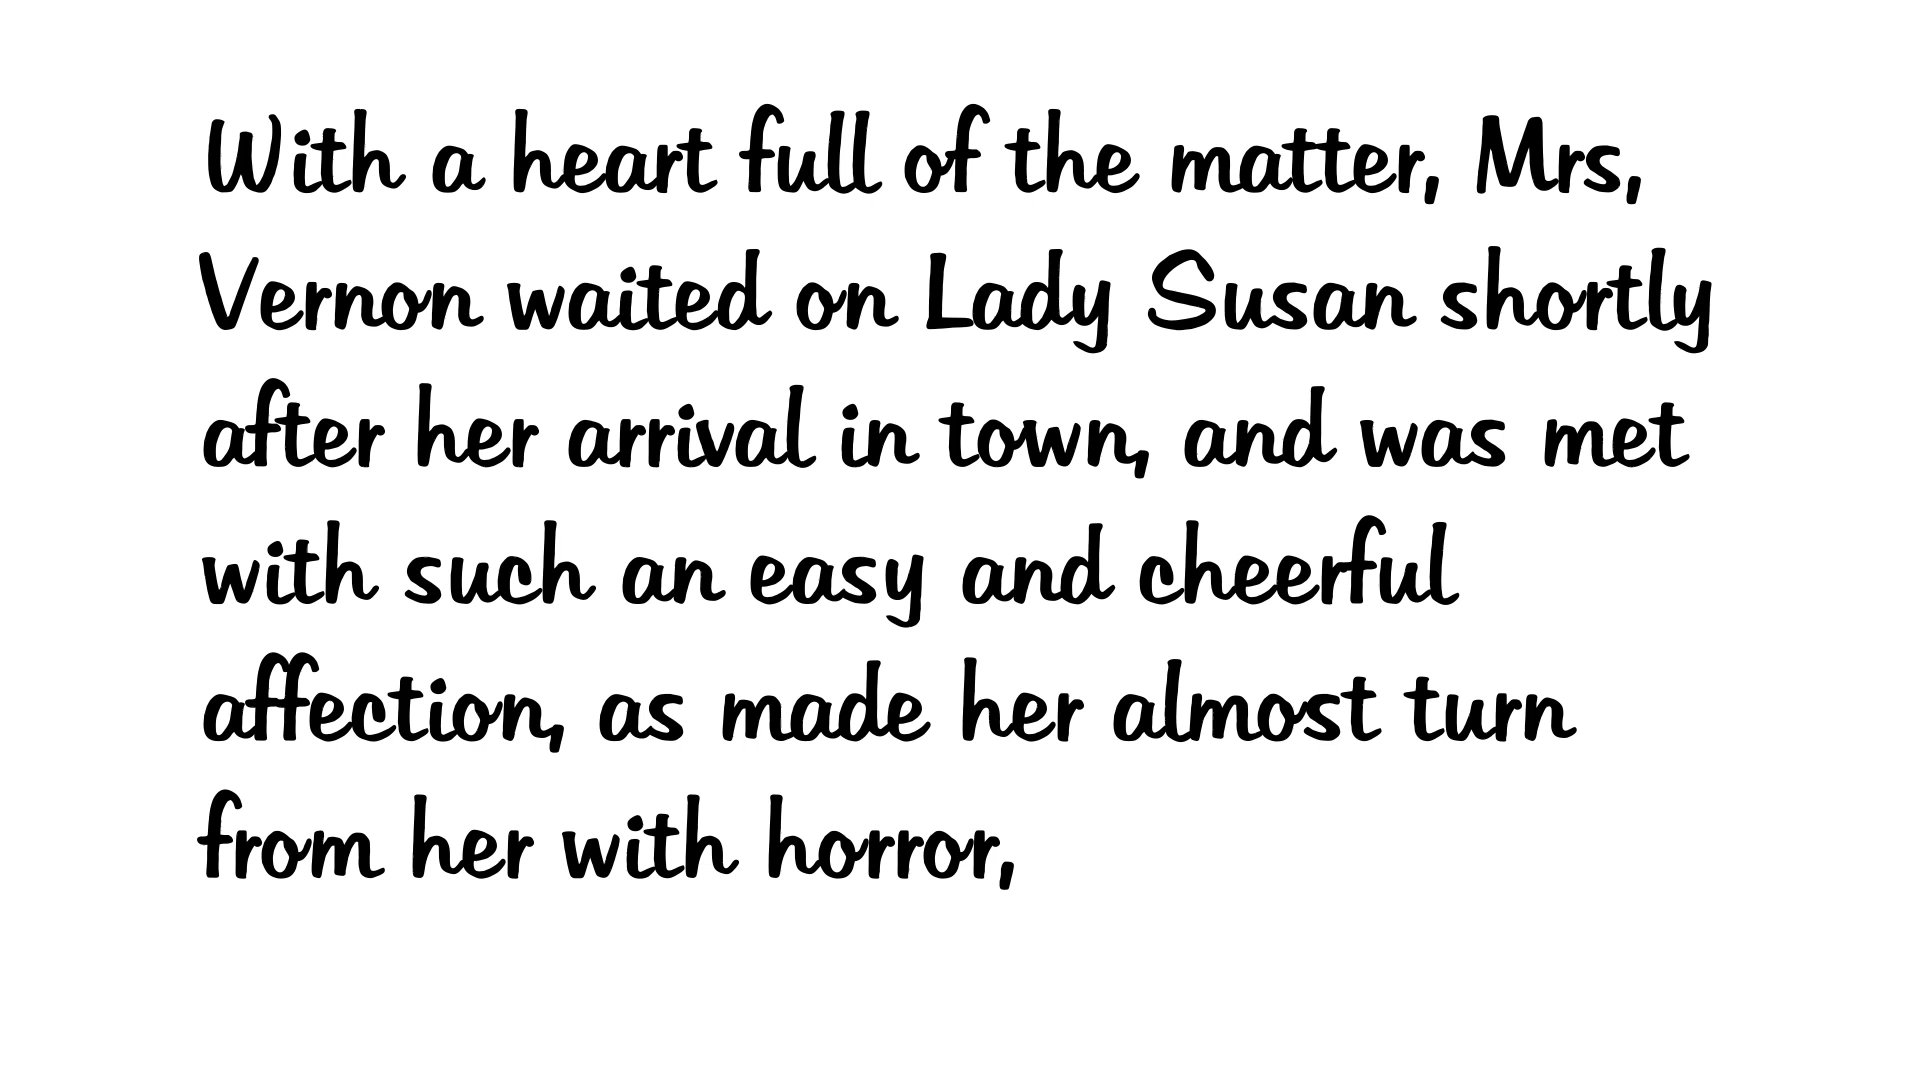 With a heart full of the matter, Mrs,
Vernon waited on Lady Susan shortly
after her arrival in town, and was met
with such an easy and cheerful
affection, as made her almost turn
from her with horror,